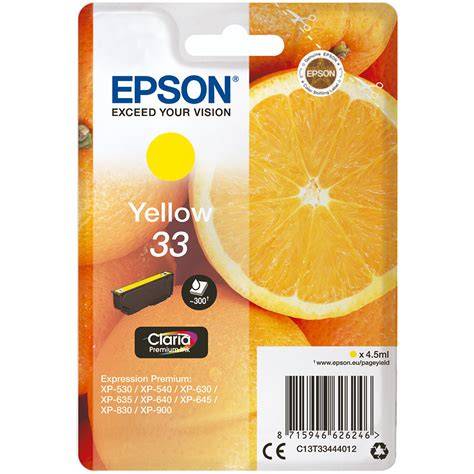 EPSON®
EXCEED YOUR VISION
EPSON
Yellow
33
~300†
Claria
Premium Ink
Expression Premium:
XP-530 / XP-540 / XP-630 /
XP-635 / XP-640 / XP-645 /
XP-830 / XP-900
x 4.5ml
†www.epson.eu/pageyield
8 715946 626246 >
CE C13T33444012